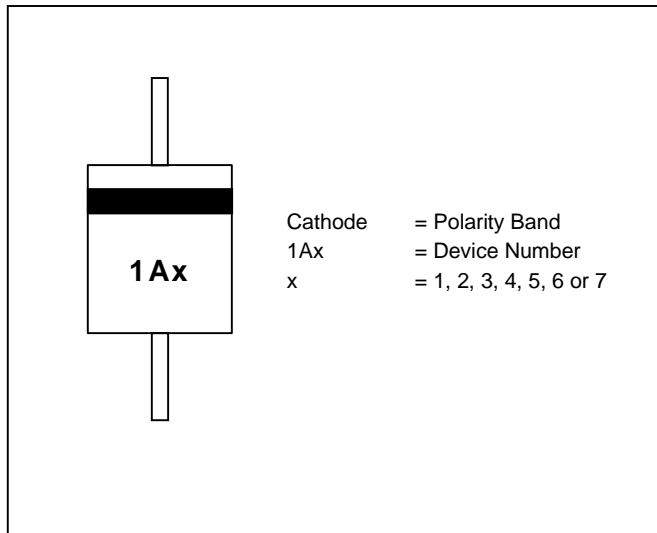 Cathode = Polarity Band
1Ax = Device Number
x = 1, 2, 3, 4, 5, 6 or 7
1Ax